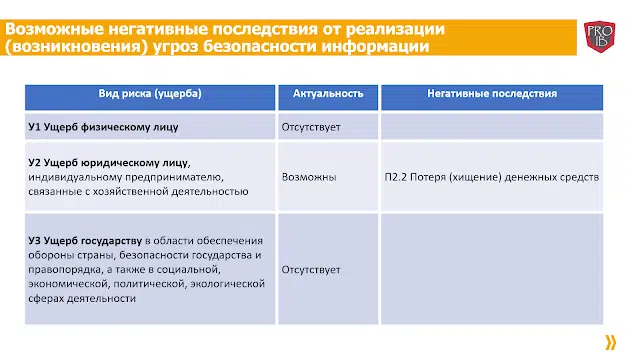 Возможные негативные последствия от реализации
(возникновения) угроз безопасности информации
PRO
IB
Вид риска (ущерба)
Актуальность
Негативные последствия
У1 Ущерб физическому лицу
Отсутствует
У2 Ущерб юридическому лицу,
индивидуальному предпринимателю,
связанные с хозяйственной деятельностью
Возможны
П2.2 Потеря (хищение) денежных средств
У3 Ущерб государству в области обеспечения
обороны страны, безопасности государства и
правопорядка, а также в социальной,
экономической, политической, экологической
сферах деятельности
Отсутствует